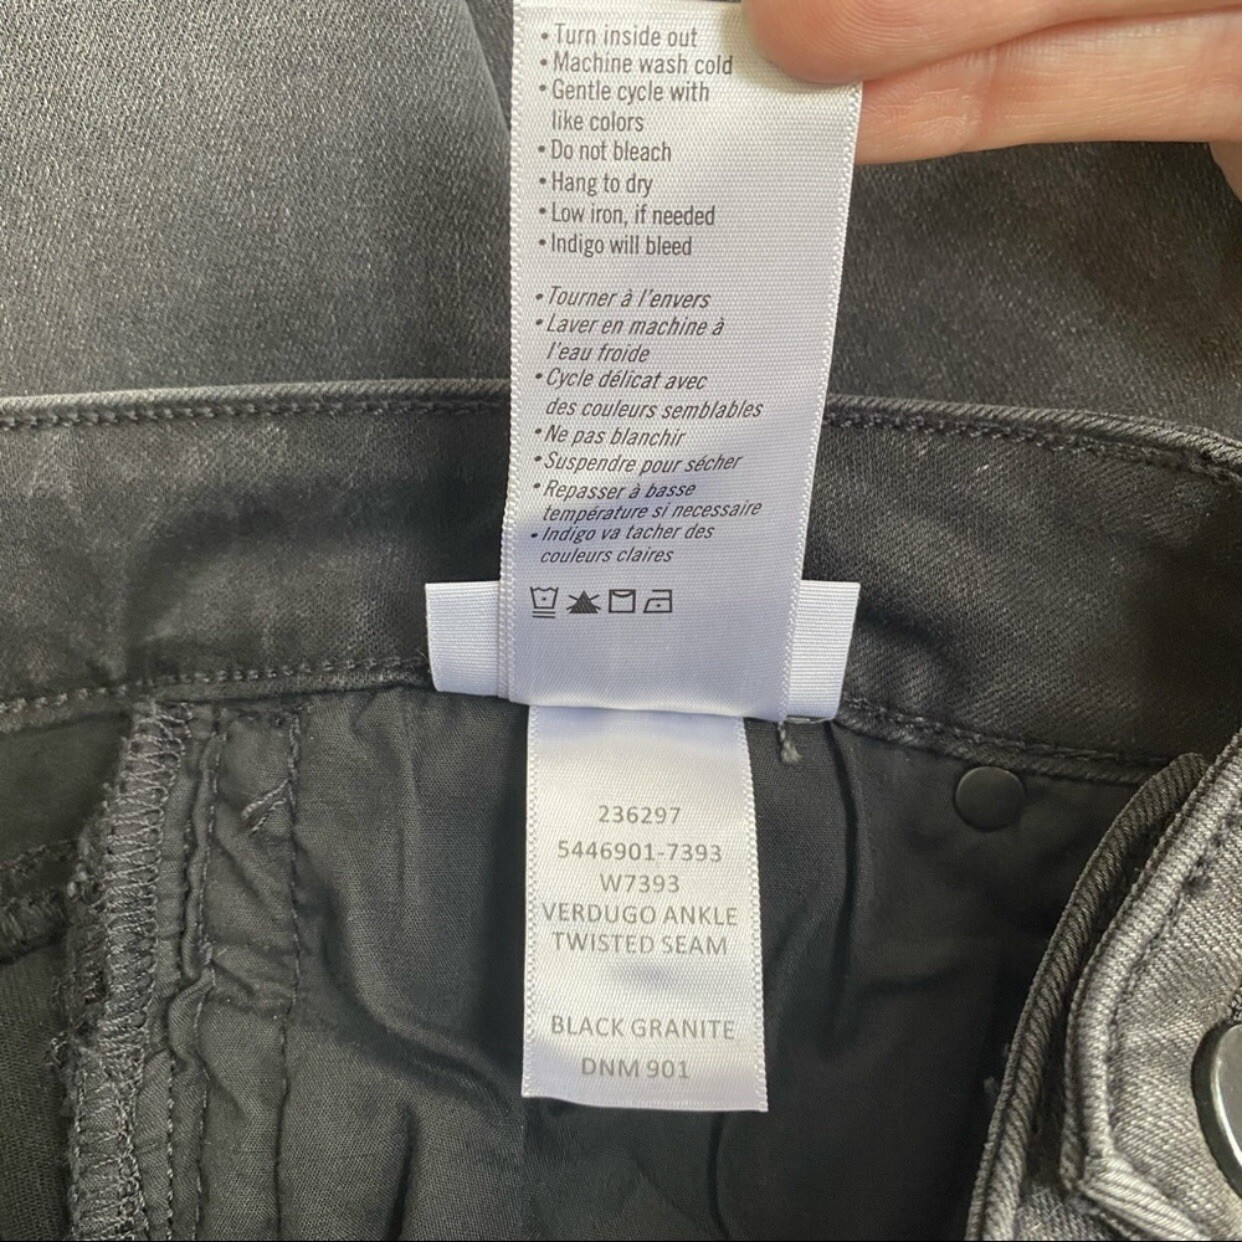 • Turn inside out
• Machine wash cold
• Gentle cycle with
like colors
• Do not bleach
• Hang to dry
• Low iron, if needed
• Indigo will bleed
• Tourner à l'envers
• Laver en machine à
l'eau froide
• Cycle délicat avec
des couleurs semblables
• Ne pas blanchir
• Suspendre pour sécher
• Repasser à basse
température si necessaire
• Indigo va tacher des
couleurs claires
236297
5446901-7393
W7393
VERDUGO ANKLE
TWISTED SEAM
BLACK GRANITE
DNM 901